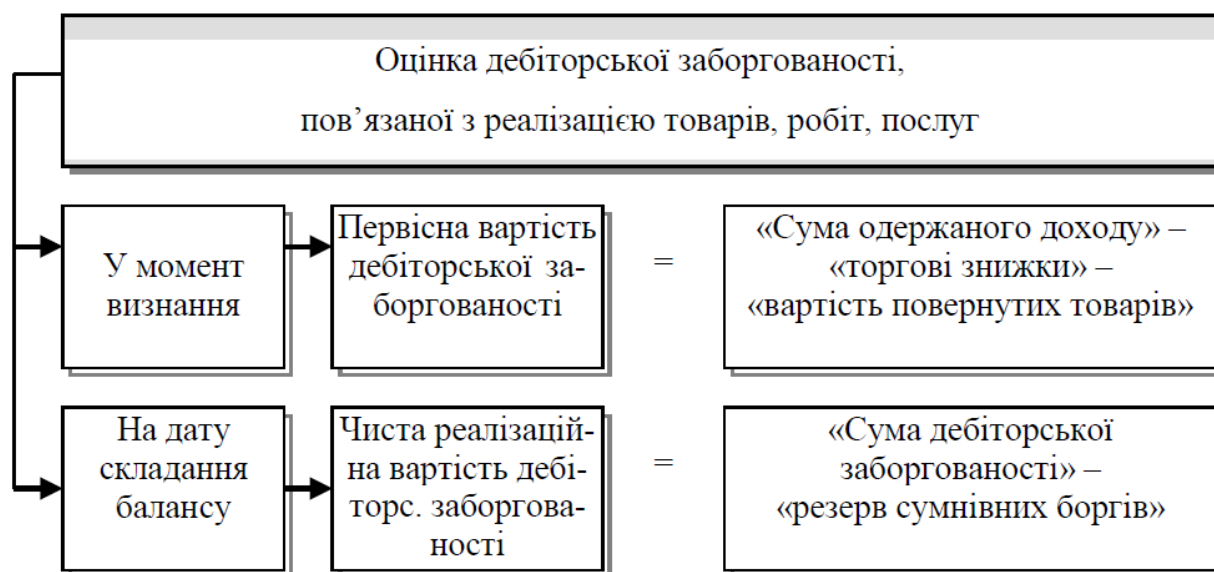 Оцінка дебіторської заборгованості,
пов’язаної з реалізацією товарів, робіт, послуг
У момент
визнання
Первісна вартість
дебіторської за-
боргованості
=
«Сума одержаного доходу» –
«торгові знижки» –
«вартість повернутих товарів»
На дату
складання
балансу
Чиста реалізацій-
на вартість дебі-
торс. заборгова-
ності
=
«Сума дебіторської
заборгованості» –
«резерв сумнівних боргів»